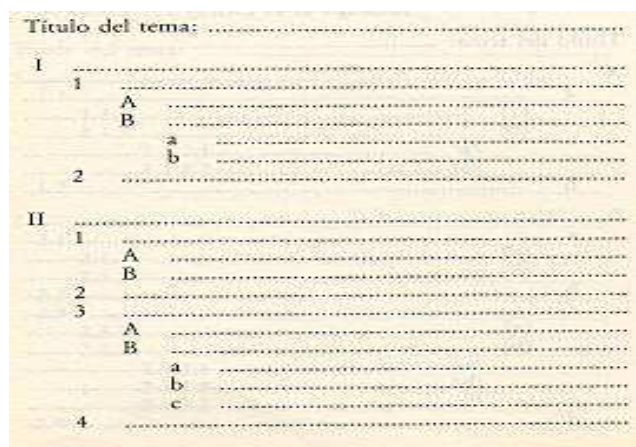 Título del tema: ..........................................................................
I ..........................................................................
1 ..........................................................................
A ..........................................................................
B ..........................................................................
a ..........................................................................
b ..........................................................................
2 ..........................................................................
II ..........................................................................
1 ..........................................................................
A ..........................................................................
B ..........................................................................
2 ..........................................................................
3 ..........................................................................
A ..........................................................................
B ..........................................................................
a ..........................................................................
b ..........................................................................
c ..........................................................................
4 ..........................................................................